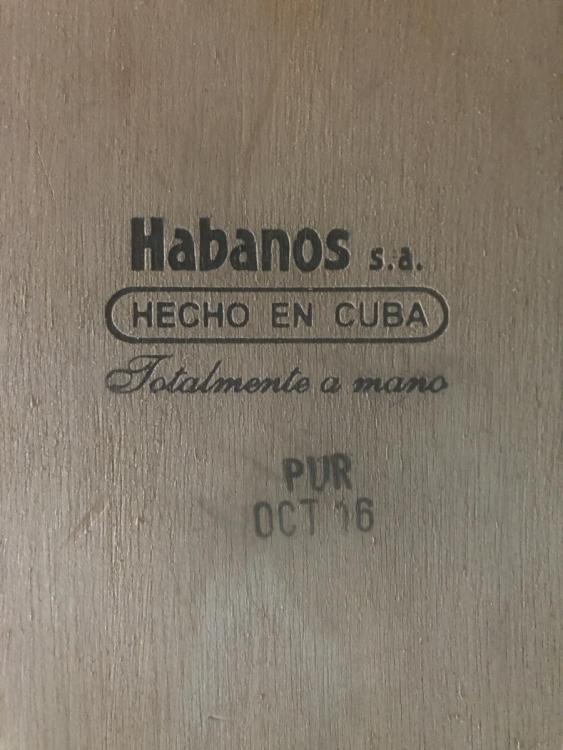 Habanos s.a.
HECHO EN CUBA
Totalmente a mano
PUR
OCT 16